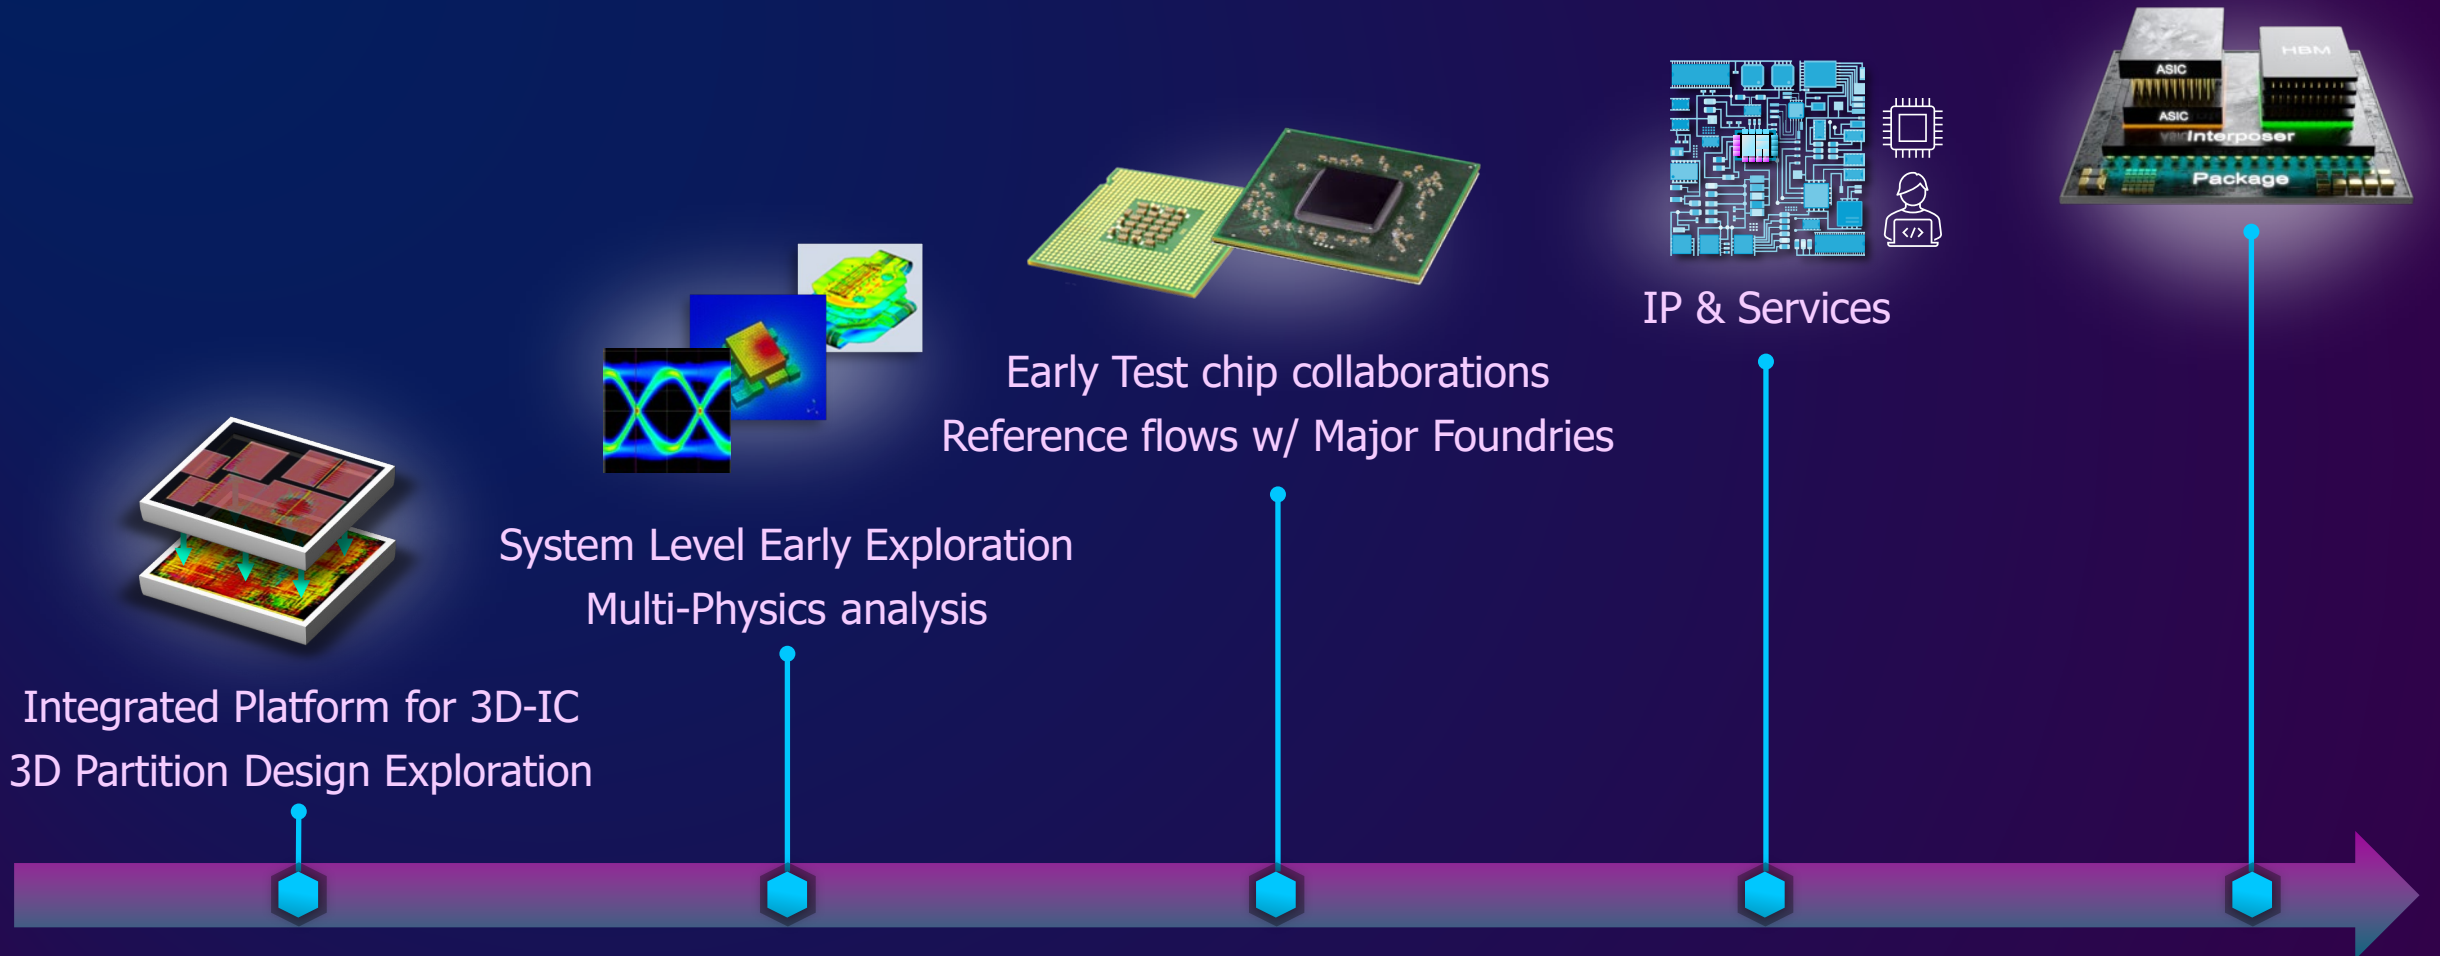 HBM
ASIC
ASIC
Interposer
Package
</>
IP & Services
Early Test chip collaborations
Reference flows w/ Major Foundries
System Level Early Exploration
Multi-Physics analysis
Integrated Platform for 3D-IC
3D Partition Design Exploration